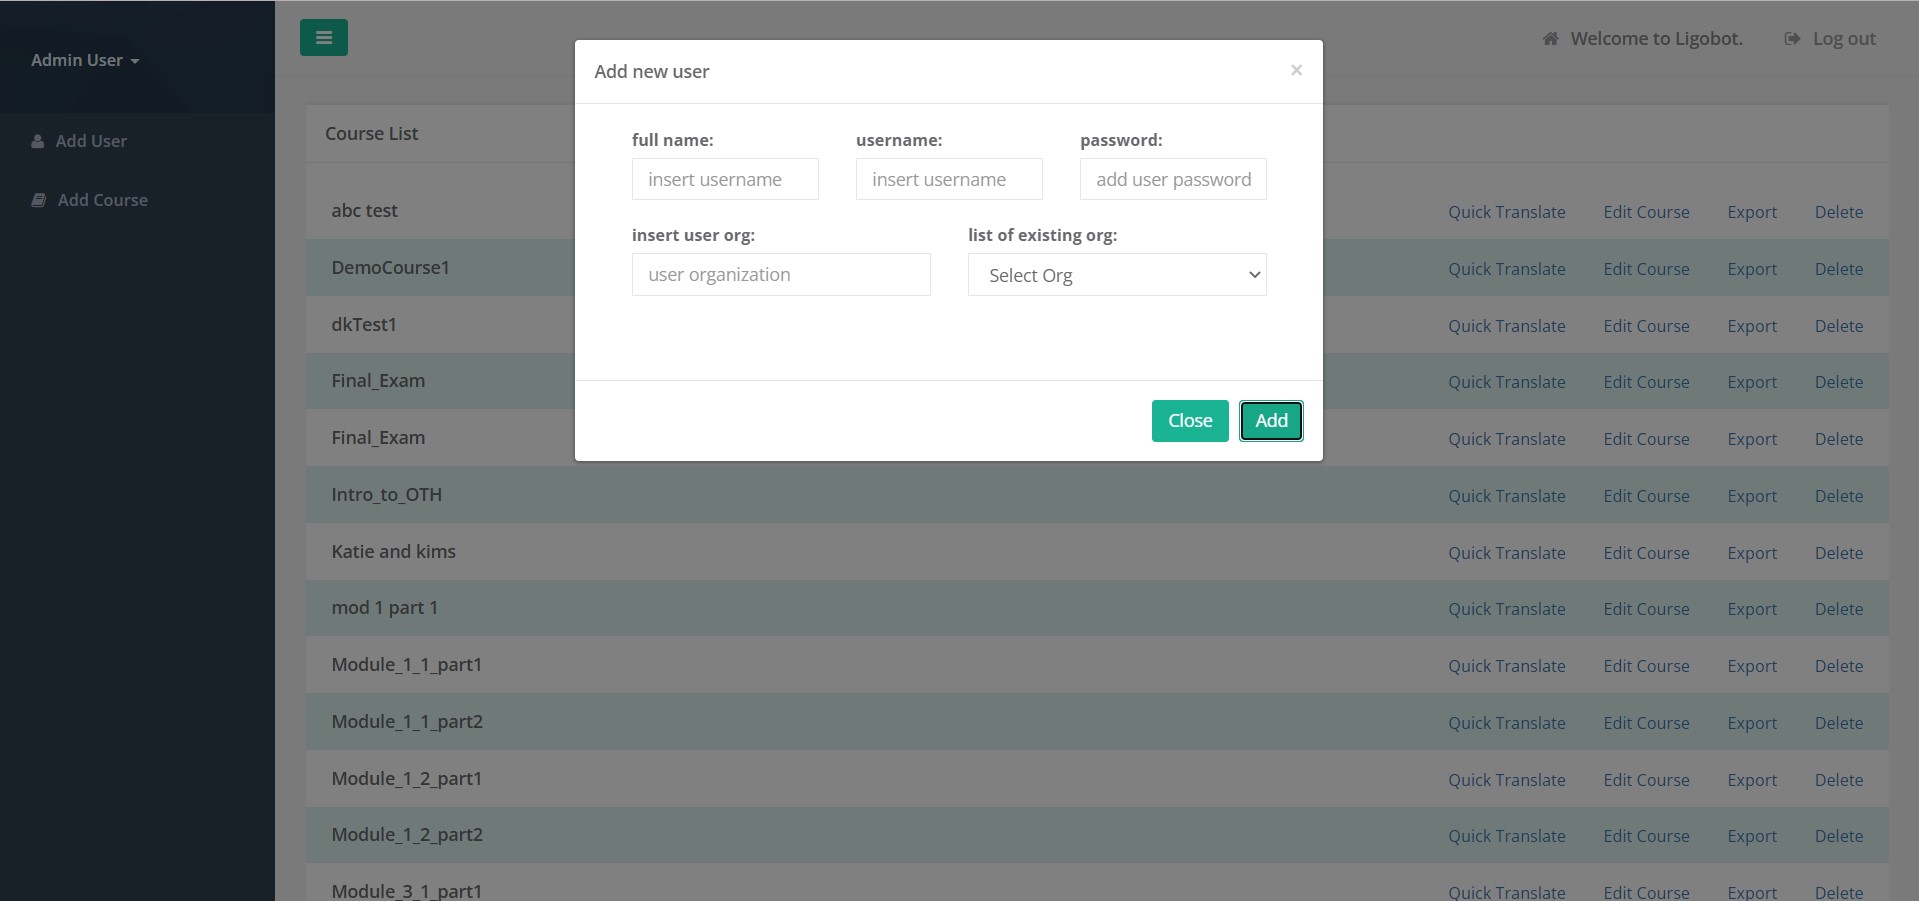 Admin User
Welcome to Ligobot.
Log out
Add User
Add Course
Add new user
×
full name:
username:
password:
insert username
insert username
add user password
insert user org:
list of existing org:
user organization
Select Org
Close
Add
Course List
abc test
Quick Translate Edit Course Export Delete
DemoCourse1
Quick Translate Edit Course Export Delete
dkTest1
Quick Translate Edit Course Export Delete
Final_Exam
Quick Translate Edit Course Export Delete
Final_Exam
Quick Translate Edit Course Export Delete
Intro_to_OTH
Quick Translate Edit Course Export Delete
Katie and kims
Quick Translate Edit Course Export Delete
mod 1 part 1
Quick Translate Edit Course Export Delete
Module_1_1_part1
Quick Translate Edit Course Export Delete
Module_1_1_part2
Quick Translate Edit Course Export Delete
Module_1_2_part1
Quick Translate Edit Course Export Delete
Module_1_2_part2
Quick Translate Edit Course Export Delete
Module_3_1_part1
Quick Translate Edit Course Export Delete